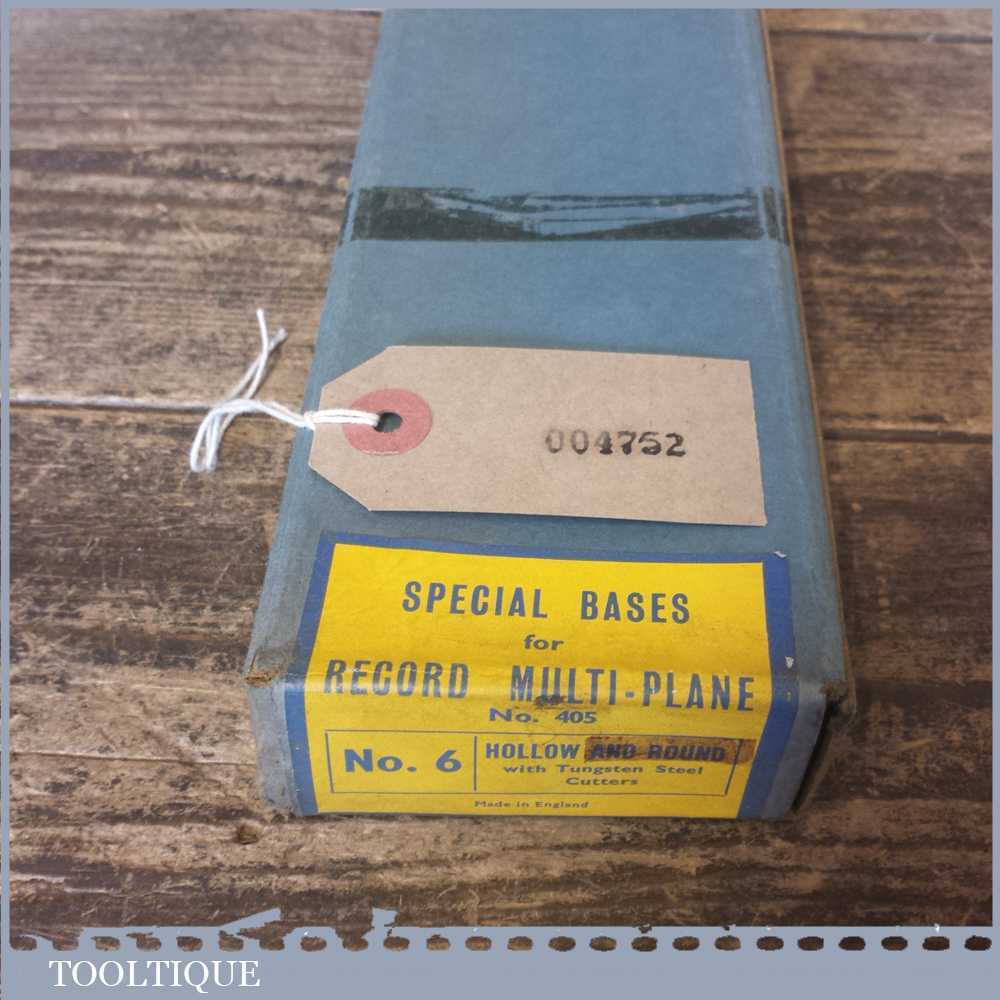 004752
SPECIAL BASES
for
RECORD MULTI-PLANE
No. 405
No. 6
HOLLOW AND ROUND
with Tungsten Steel
Cutters
Made in England
TOOLTIQUE